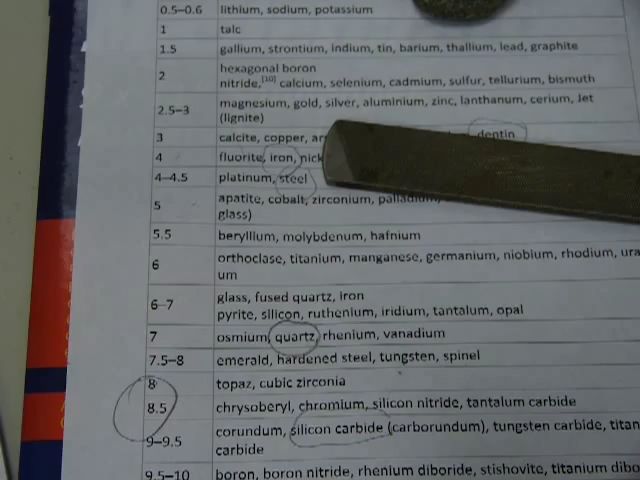 0.5–0.6 lithium, sodium, potassium
1 talc
1.5 gallium, strontium, indium, tin, barium, thallium, lead, graphite
2 hexagonal boron
nitride,[10] calcium, selenium, cadmium, sulfur, tellurium, bismuth
2.5–3 magnesium, gold, silver, aluminium, zinc, lanthanum, cerium, Jet
(lignite)
3 calcite, copper, dentin
4 fluorite, iron,
4–4.5 platinum, steel
5 apatite, cobalt, zirconium, palladium,
glass)
5.5 beryllium, molybdenum, hafnium
6 orthoclase, titanium, manganese, germanium, niobium, rhodium,
um
6–7 glass, fused quartz, iron
pyrite, silicon, ruthenium, iridium, tantalum, opal
7 osmium, quartz, rhenium, vanadium
7.5–8 emerald, hardened steel, tungsten, spinel
8 topaz, cubic zirconia
8.5 chrysoberyl, chromium, silicon nitride, tantalum carbide
9–9.5 corundum, silicon carbide (carborundum), tungsten carbide,
carbide
9.5–10 boron, boron nitride, rhenium diboride, stishovite, titanium